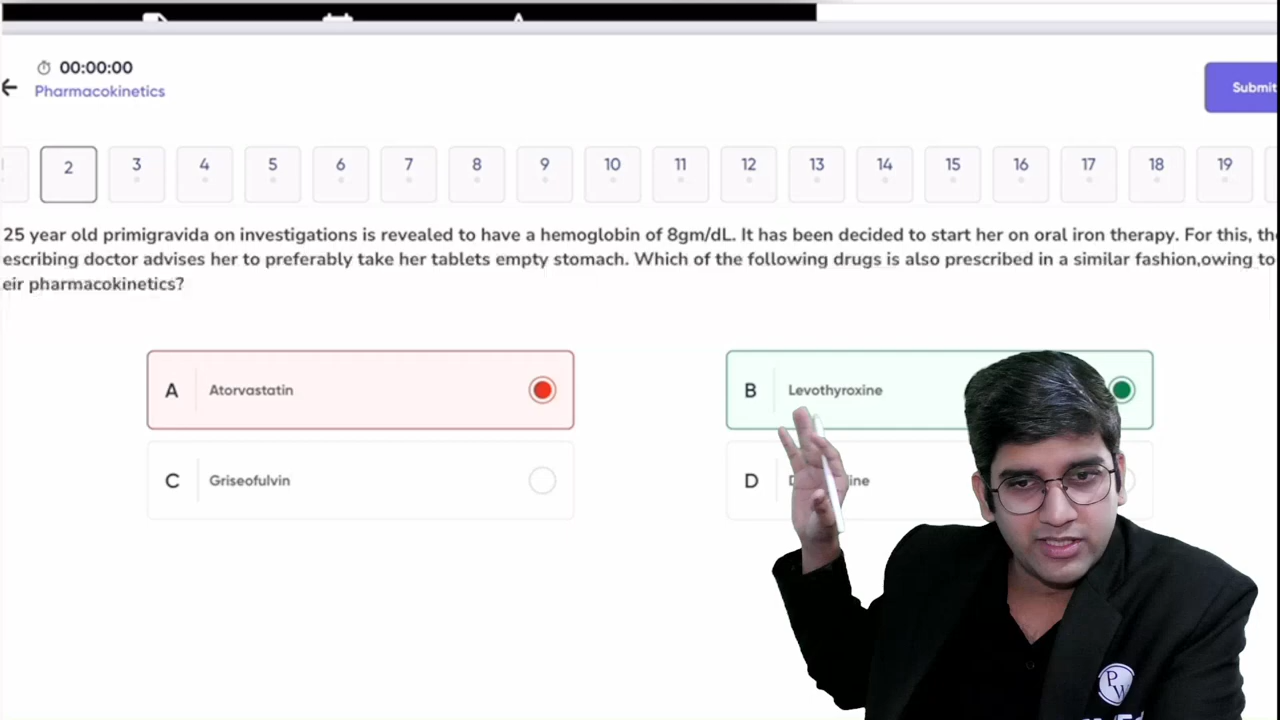 00:00:00
Pharmacokinetics
Submit
2 3 4 5 6 7 8 9 10 11 12 13 14 15 16 17 18 19
25 year old primigravida on investigations is revealed to have a hemoglobin of 8gm/dL. It has been decided to start her on oral iron therapy. For this, the
escribing doctor advises her to preferably take her tablets empty stomach. Which of the following drugs is also prescribed in a similar fashion,owing to
eir pharmacokinetics?
A Atorvastatin
B Levothyroxine
C Griseofulvin
D
PW